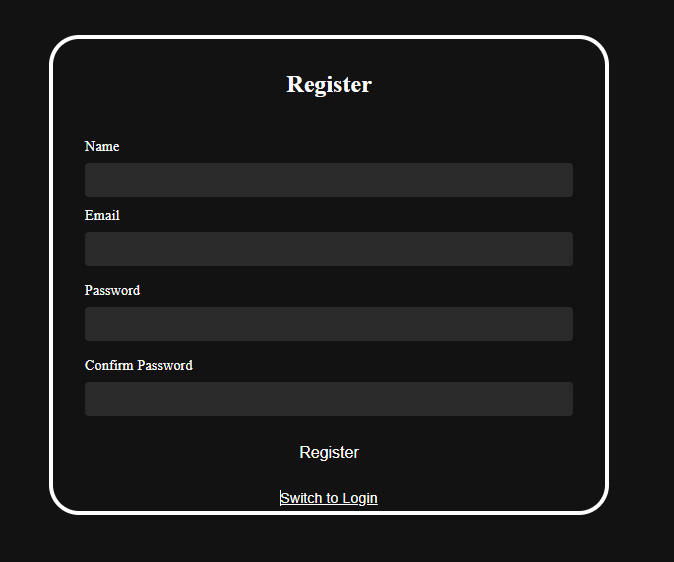 Register
Name
Email
Password
Confirm Password
Register
Switch to Login